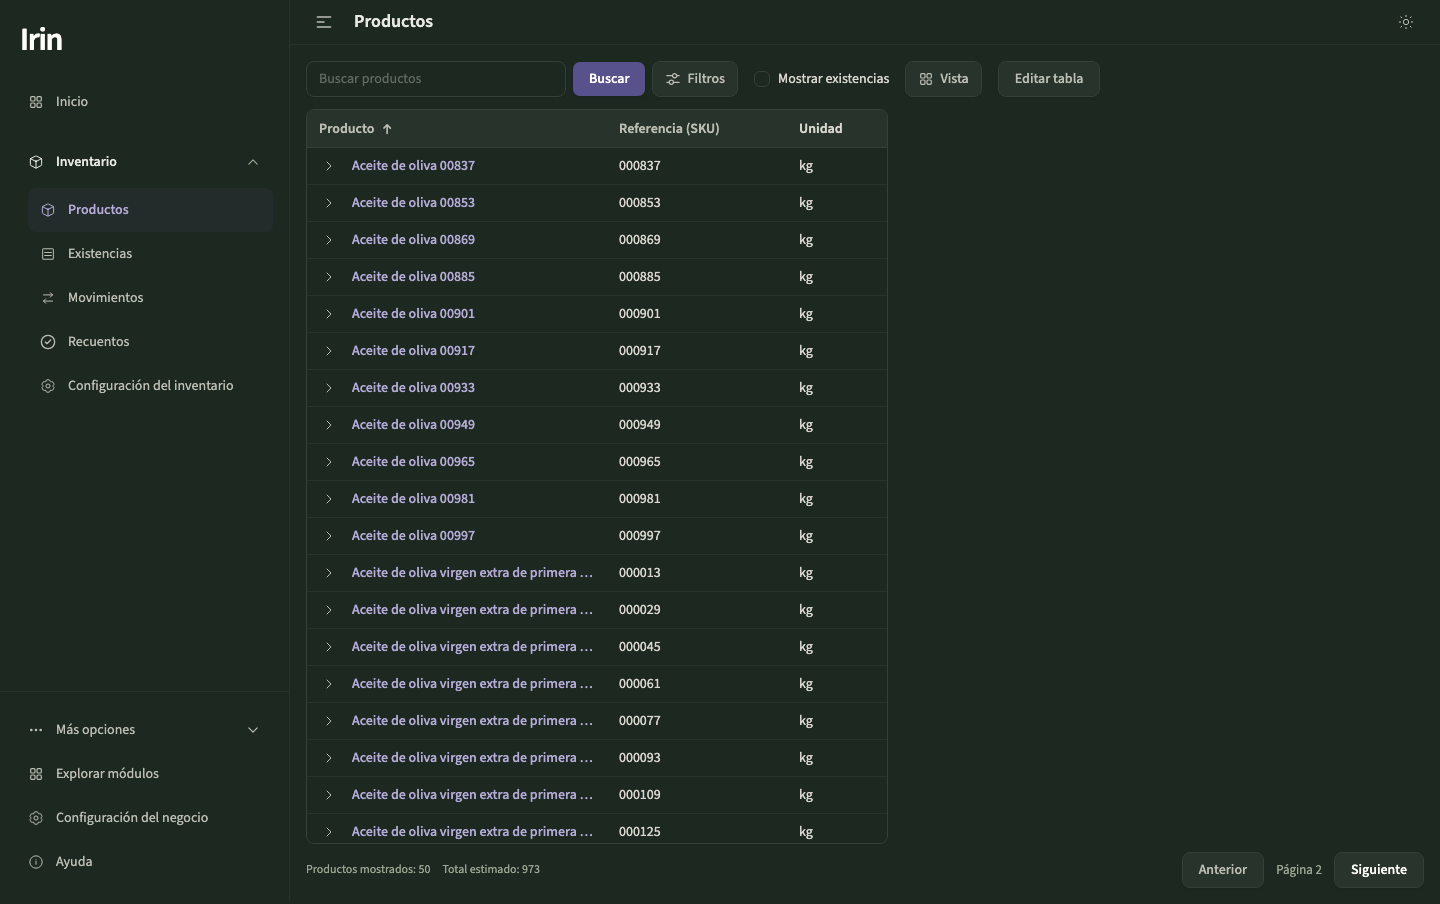 Irin
Productos
Inicio
Inventario
Productos
Existencias
Movimientos
Recuentos
Configuración del inventario
Más opciones
Explorar módulos
Configuración del negocio
Ayuda
Buscar productos Buscar Filtros Mostrar existencias Vista Editar tabla
Producto Referencia (SKU) Unidad
Aceite de oliva 00837 000837 kg
Aceite de oliva 00853 000853 kg
Aceite de oliva 00869 000869 kg
Aceite de oliva 00885 000885 kg
Aceite de oliva 00901 000901 kg
Aceite de oliva 00917 000917 kg
Aceite de oliva 00933 000933 kg
Aceite de oliva 00949 000949 kg
Aceite de oliva 00965 000965 kg
Aceite de oliva 00981 000981 kg
Aceite de oliva 00997 000997 kg
Aceite de oliva virgen extra de primera … 000013 kg
Aceite de oliva virgen extra de primera … 000029 kg
Aceite de oliva virgen extra de primera … 000045 kg
Aceite de oliva virgen extra de primera … 000061 kg
Aceite de oliva virgen extra de primera … 000077 kg
Aceite de oliva virgen extra de primera … 000093 kg
Aceite de oliva virgen extra de primera … 000109 kg
Aceite de oliva virgen extra de primera … 000125 kg
Productos mostrados: 50 Total estimado: 973
Anterior Página 2 Siguiente